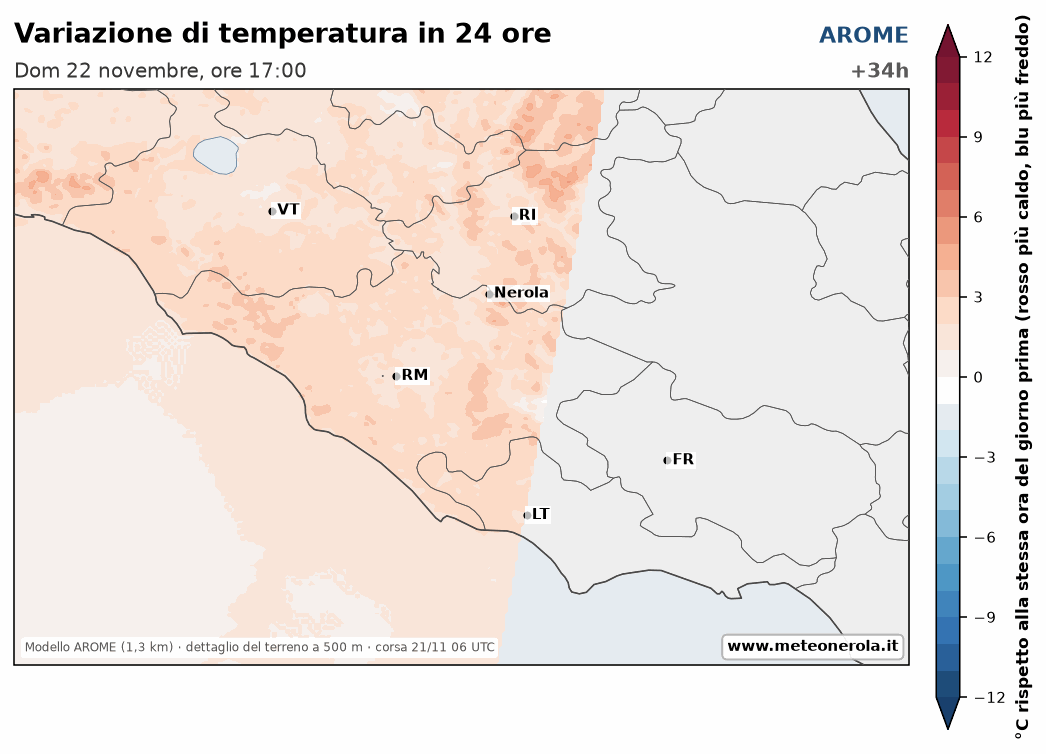 Variazione di temperatura in 24 ore
AROME
Dom 22 novembre, ore 17:00
+34h
VT
RI
Nerola
RM
FR
LT
Modello AROME (1,3 km) · dettaglio del terreno a 500 m · corsa 21/11 06 UTC
www.meteonerola.it
12
9
6
3
0
−3
−6
−9
−12
°C rispetto alla stessa ora del giorno prima (rosso più caldo, blu più freddo)